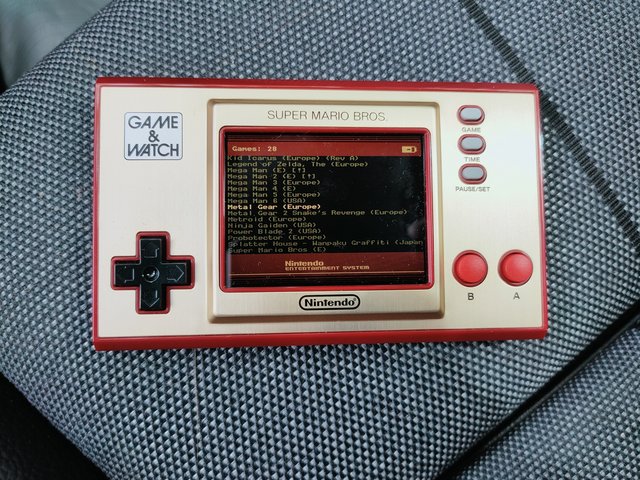 SUPER MARIO BROS.
GAME
&
WATCH
Games: 28
Kid Icarus (Europe) (Rev A)
Legend of Zelda, The (Europe)
Mega Man (E) [!]
Mega Man 2 (E) [!]
Mega Man 3 (Europe)
Mega Man 4 (E)
Mega Man 5 (Europe)
Mega Man 6 (USA)
Metal Gear (Europe)
Metal Gear 2 Snake's Revenge (Europe)
Metroid (Europe)
Ninja Gaiden (USA)
Power Blade 2 (USA)
Probotector (Europe)
Splatter House - Wanpaku Graffiti (Japan
Super Mario Bros (E)
Nintendo
ENTERTAINMENT SYSTEM
Nintendo
GAME
TIME
PAUSE/SET
B
A